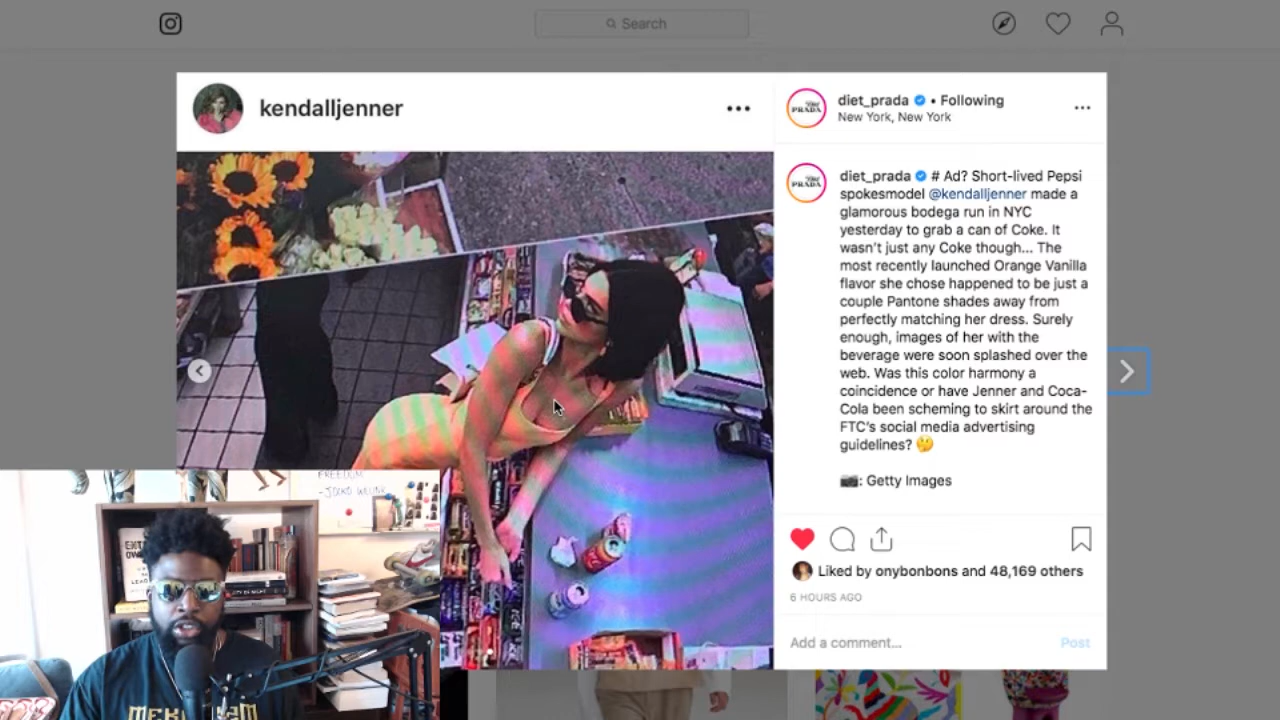 Search
kendalljenner
diet_prada • Following
New York, New York
diet_prada # Ad? Short-lived Pepsi
spokesmodel @kendalljenner made a
glamorous bodega run in NYC
yesterday to grab a can of Coke. It
wasn't just any Coke though... The
most recently launched Orange Vanilla
flavor she chose happened to be just a
couple Pantone shades away from
perfectly matching her dress. Surely
enough, images of her with the
beverage were soon splashed over the
web. Was this color harmony a
coincidence or have Jenner and Coca-
Cola been scheming to skirt around the
FTC's social media advertising
guidelines? 🤔
📷: Getty Images
Liked by onybonbons and 48,169 others
6 HOURS AGO
Add a comment... Post
FREEDOM
-JOCKO WILLINK